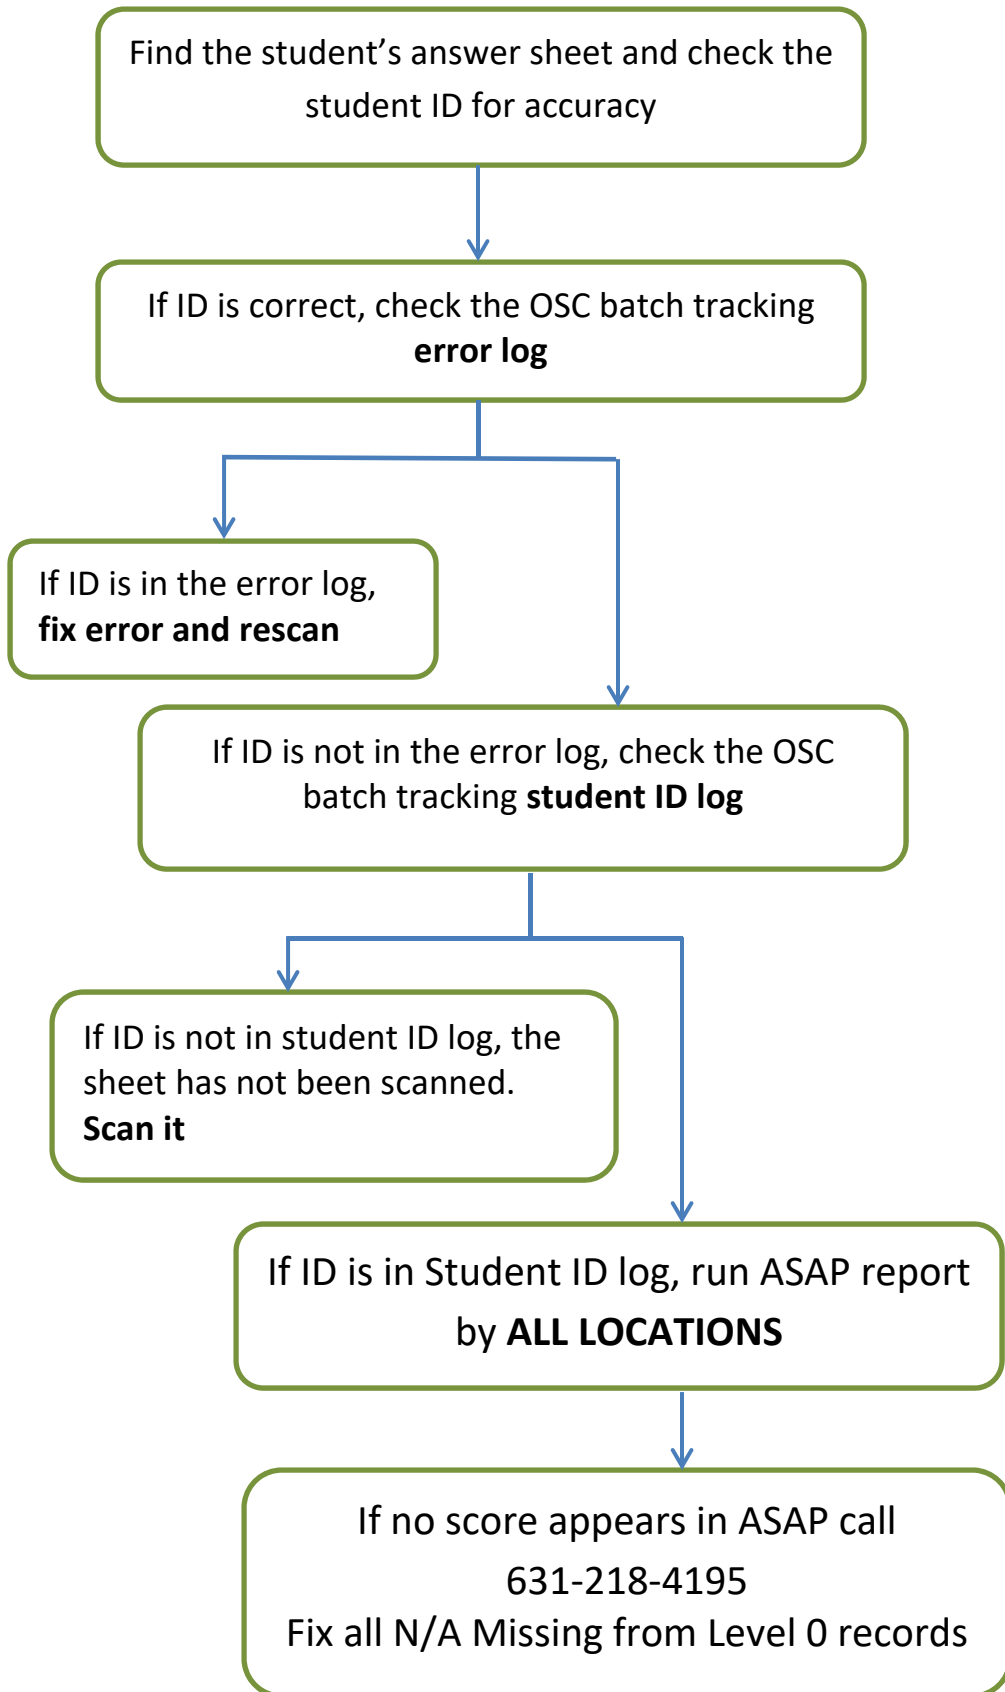 Find the student’s answer sheet and check the
student ID for accuracy
If ID is correct, check the OSC batch tracking
error log
If ID is in the error log,
fix error and rescan
If ID is not in the error log, check the OSC
batch tracking student ID log
If ID is not in student ID log, the
sheet has not been scanned.
Scan it
If ID is in Student ID log, run ASAP report
by ALL LOCATIONS
If no score appears in ASAP call
631-218-4195
Fix all N/A Missing from Level 0 records